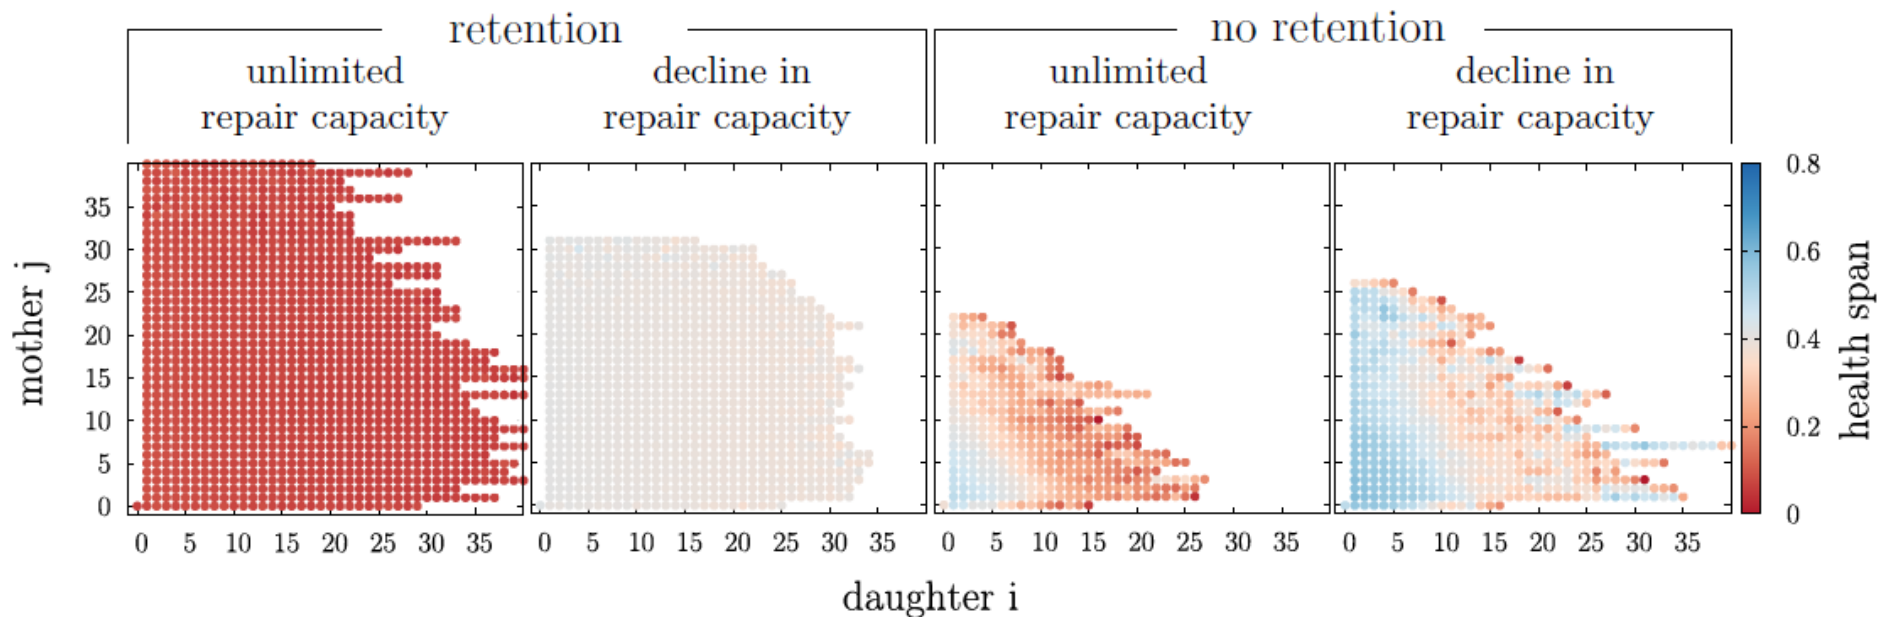 retention
no retention
unlimited
repair capacity
decline in
repair capacity
unlimited
repair capacity
decline in
repair capacity
mother j
35
30
25
20
15
10
5
0
0 5 10 15 20 25 30 35
0 5 10 15 20 25 30 35
0 5 10 15 20 25 30 35
0 5 10 15 20 25 30 35
daughter i
0.8
0.6
0.4
0.2
0
health span